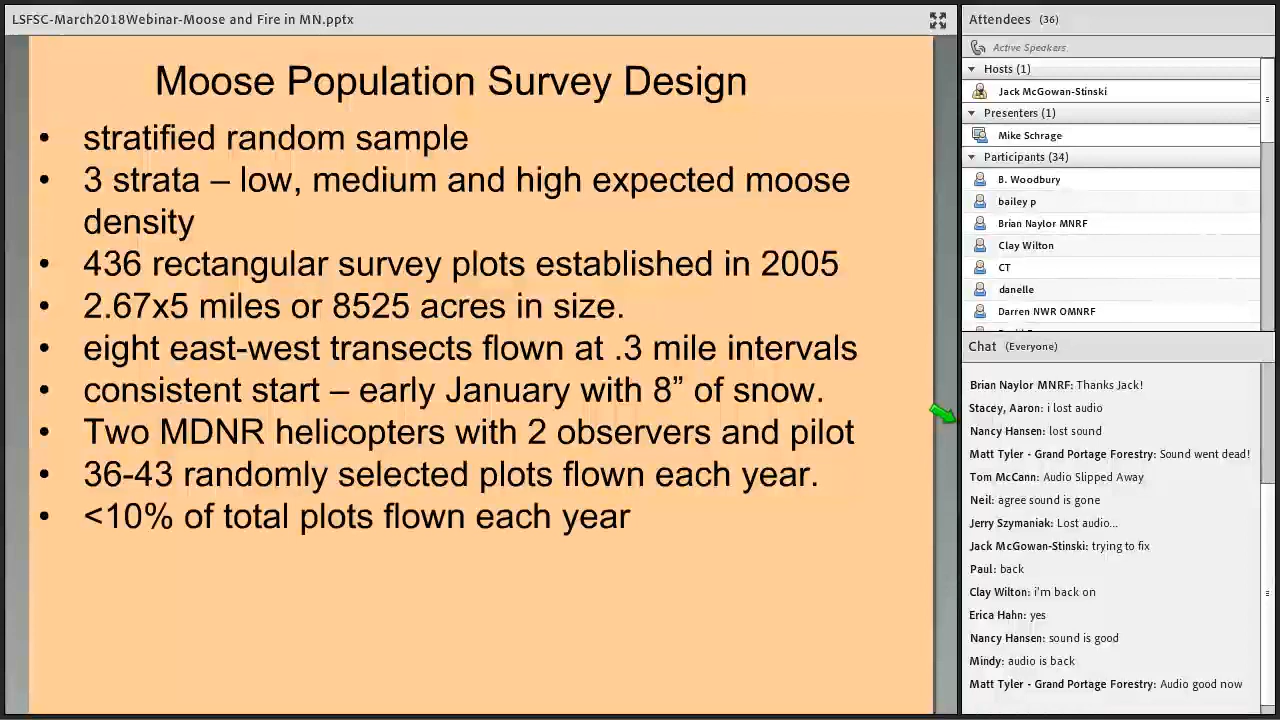 LSFSC-March2018Webinar-Moose and Fire in MN.pptx
Moose Population Survey Design
• stratified random sample
• 3 strata – low, medium and high expected moose
density
• 436 rectangular survey plots established in 2005
• 2.67x5 miles or 8525 acres in size.
• eight east-west transects flown at .3 mile intervals
• consistent start – early January with 8” of snow.
• Two MDNR helicopters with 2 observers and pilot
• 36-43 randomly selected plots flown each year.
• <10% of total plots flown each year
Attendees (36)
Active Speakers
Hosts (1)
Jack McGowan-Stinski
Presenters (1)
Mike Schrage
Participants (34)
B. Woodbury
bailey p
Brian Naylor MNRF
Clay Wilton
CT
danelle
Darren NWR OMNRF
Chat (Everyone)
Brian Naylor MNRF: Thanks Jack!
Stacey, Aaron: i lost audio
Nancy Hansen: lost sound
Matt Tyler - Grand Portage Forestry: Sound went dead!
Tom McCann: Audio Slipped Away
Neil: agree sound is gone
Jerry Szymaniak: Lost audio...
Jack McGowan-Stinski: trying to fix
Paul: back
Clay Wilton: i'm back on
Erica Hahn: yes
Nancy Hansen: sound is good
Mindy: audio is back
Matt Tyler - Grand Portage Forestry: Audio good now